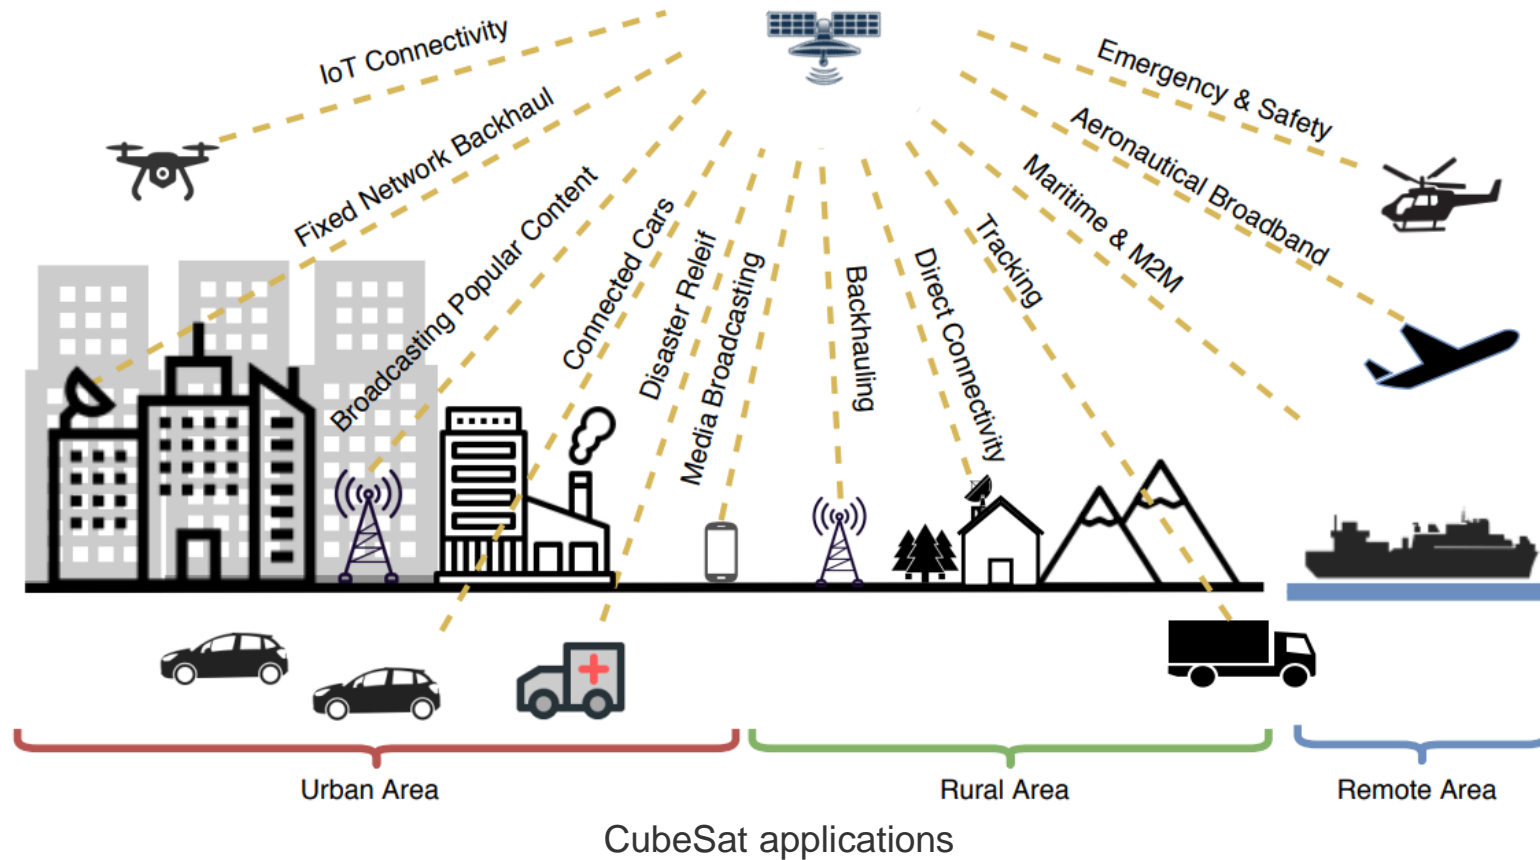 IoT Connectivity
Fixed Network Backhaul
Broadcasting Popular Content
Connected Cars
Disaster Releif
Media Broadcasting
Backhauling
Direct Connectivity
Tracking
Maritime & M2M
Aeronautical Broadband
Emergency & Safety
Urban Area
Rural Area
Remote Area
CubeSat applications